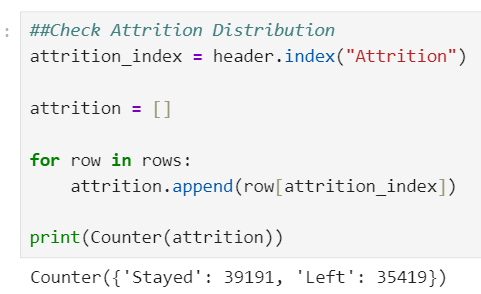 :
##Check Attrition Distribution
attrition_index = header.index("Attrition")
attrition = []
for row in rows:
    attrition.append(row[attrition_index])
print(Counter(attrition))
Counter({'Stayed': 39191, 'Left': 35419})